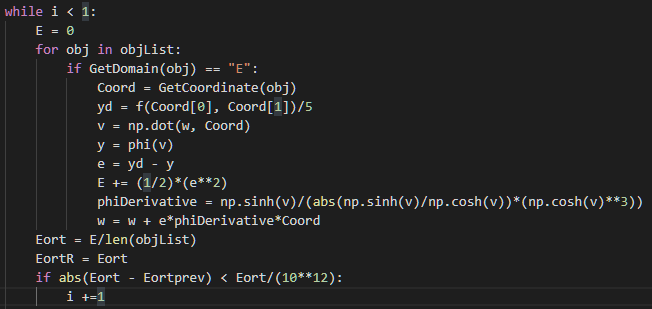 while i < 1:
    E = 0
    for obj in objList:
        if GetDomain(obj) == "E":
            Coord = GetCoordinate(obj)
            yd = f(Coord[0], Coord[1])/5
            v = np.dot(w, Coord)
            y = phi(v)
            e = yd - y
            E += (1/2)*(e**2)
            phiDerivative = np.sinh(v)/(abs(np.sinh(v)/np.cosh(v))*(np.cosh(v)**3))
            w = w + e*phiDerivative*Coord
    Eort = E/len(objList)
    EortR = Eort
    if abs(Eort - Eortprev) < Eort/(10**12):
        i +=1